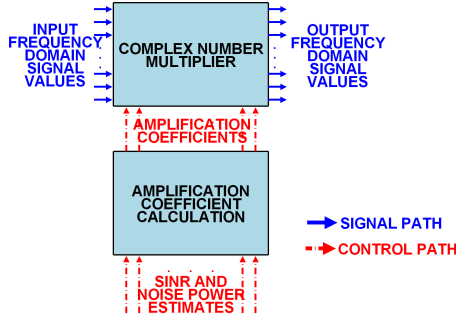 INPUT
FREQUENCY
DOMAIN
SIGNAL
VALUES
COMPLEX NUMBER
MULTIPLIER
OUTPUT
FREQUENCY
DOMAIN
SIGNAL
VALUES
AMPLIFICATION
COEFFICIENTS
AMPLIFICATION
COEFFICIENT
CALCULATION
SIGNAL PATH
CONTROL PATH
SINR AND
NOISE POWER
ESTIMATES